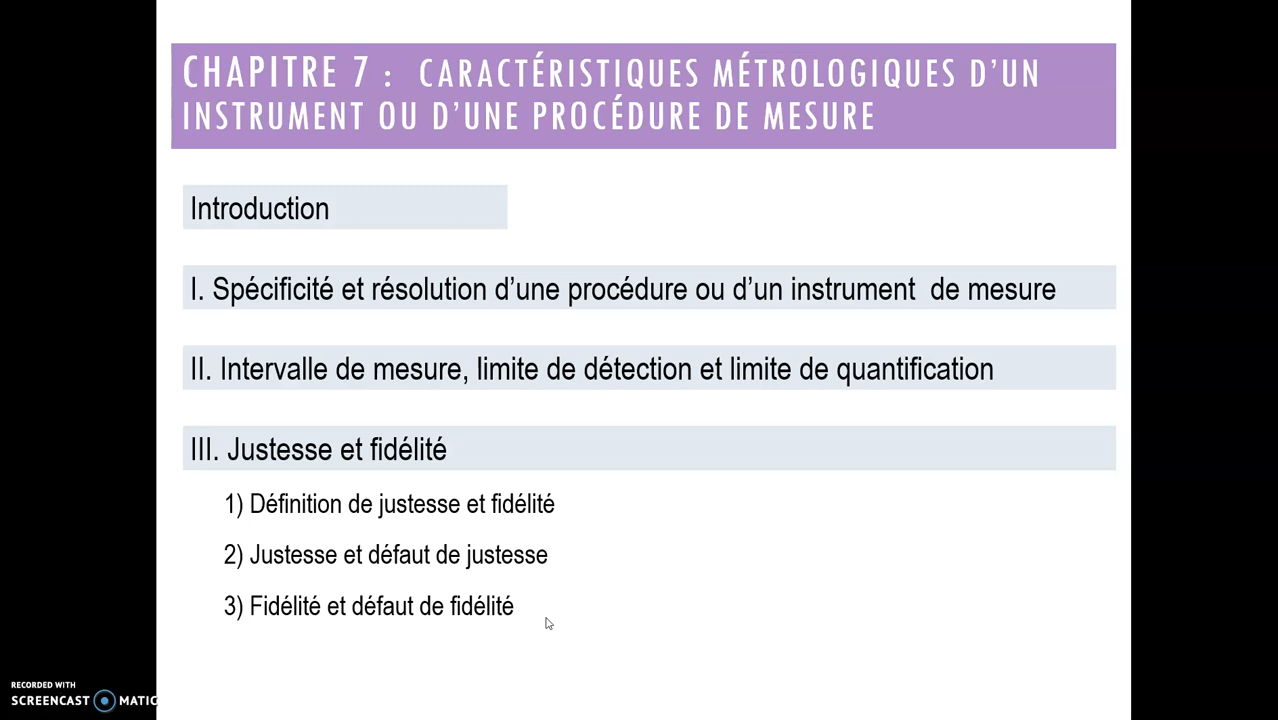 CHAPITRE 7 : CARACTÉRISTIQUES MÉTROLOGIQUES D'UN
INSTRUMENT OU D'UNE PROCÉDURE DE MESURE
Introduction
I. Spécificité et résolution d'une procédure ou d'un instrument de mesure
II. Intervalle de mesure, limite de détection et limite de quantification
III. Justesse et fidélité
1) Définition de justesse et fidélité
2) Justesse et défaut de justesse
3) Fidélité et défaut de fidélité
RECORDED WITH
SCREENCAST MATIC